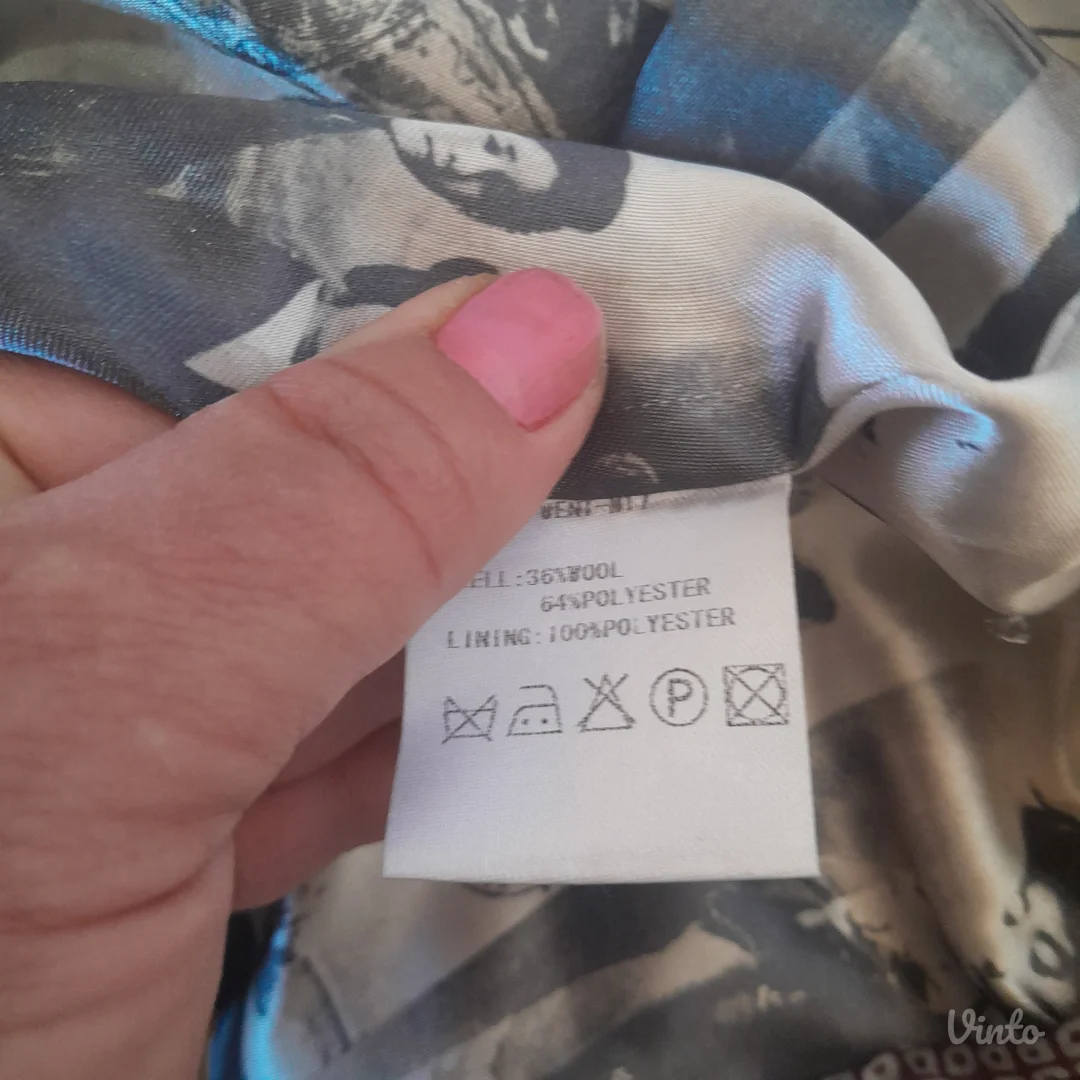 ELL:36%WOOL
64%POLYESTER
LINING:100%POLYESTER
P
Vinto